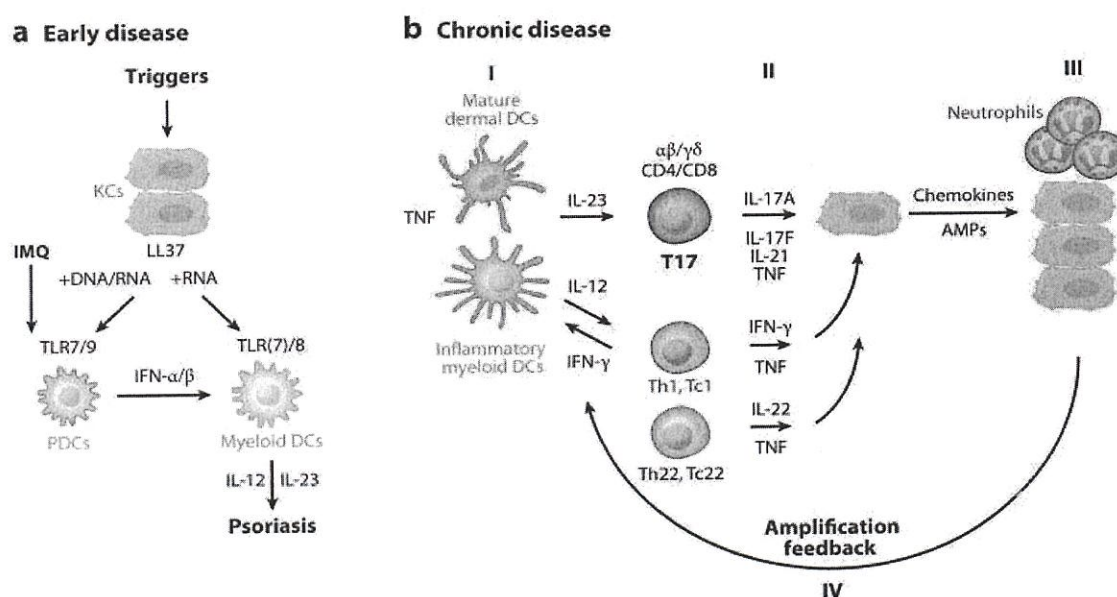 a Early disease
Triggers
KCs
LL37
IMQ
+DNA/RNA
+RNA
TLR7/9
TLR(7)/8
IFN-α/β
PDCs
Myeloid DCs
IL-12
IL-23
Psoriasis
b Chronic disease
I
Mature
dermal DCs
TNF
Inflammatory
myeloid DCs
IL-23
IL-12
IFN-γ
II
αβ/γδ
CD4/CD8
T17
Th1, Tc1
Th22, Tc22
IL-17A
IL-17F
IL-21
TNF
IFN-γ
TNF
IL-22
TNF
Chemokines
AMPs
III
Neutrophils
Amplification
feedback
IV